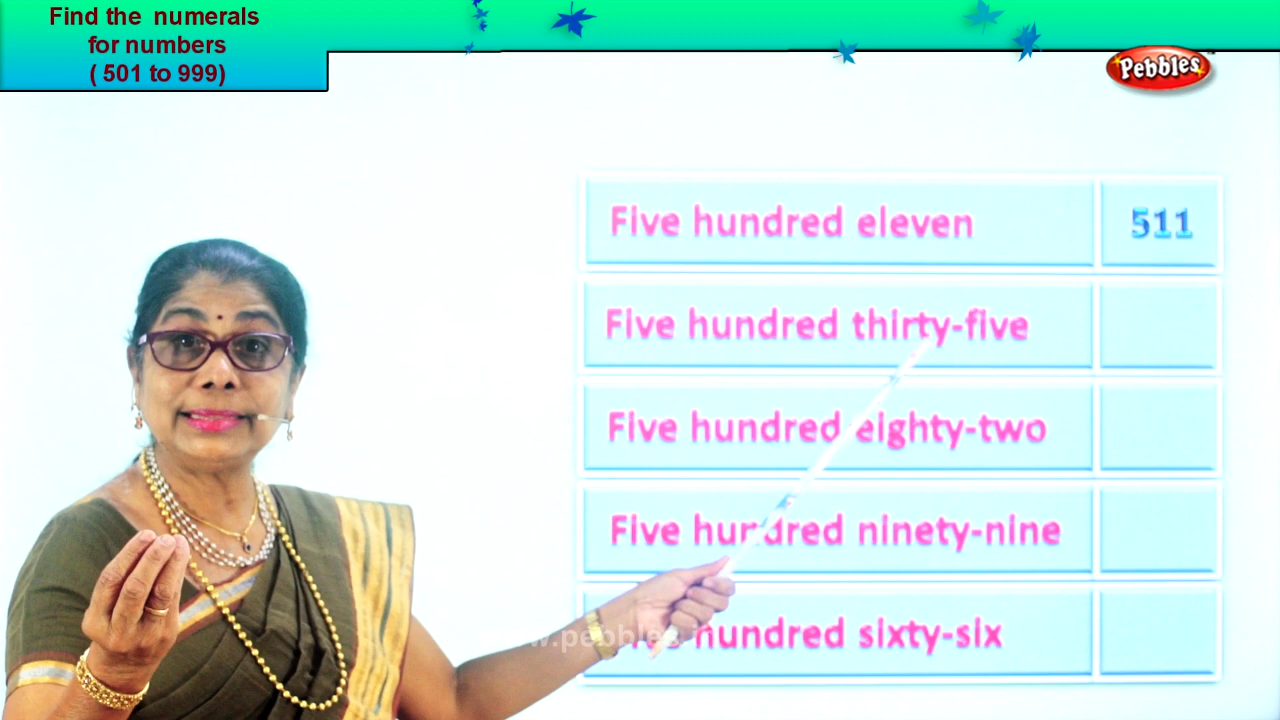 Find the numerals
for numbers
( 501 to 999)
Pebbles
Five hundred eleven 511
Five hundred thirty-five
Five hundred eighty-two
Five hundred ninety-nine
hundred sixty-six